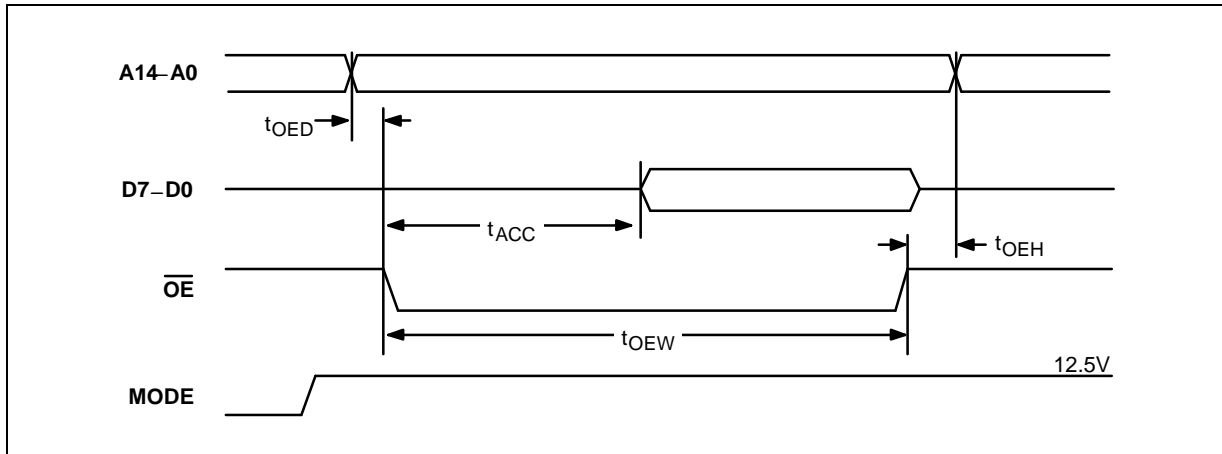 A14–A0
tOED
D7–D0
tACC
tOEH
OE
tOEW
12.5V
MODE